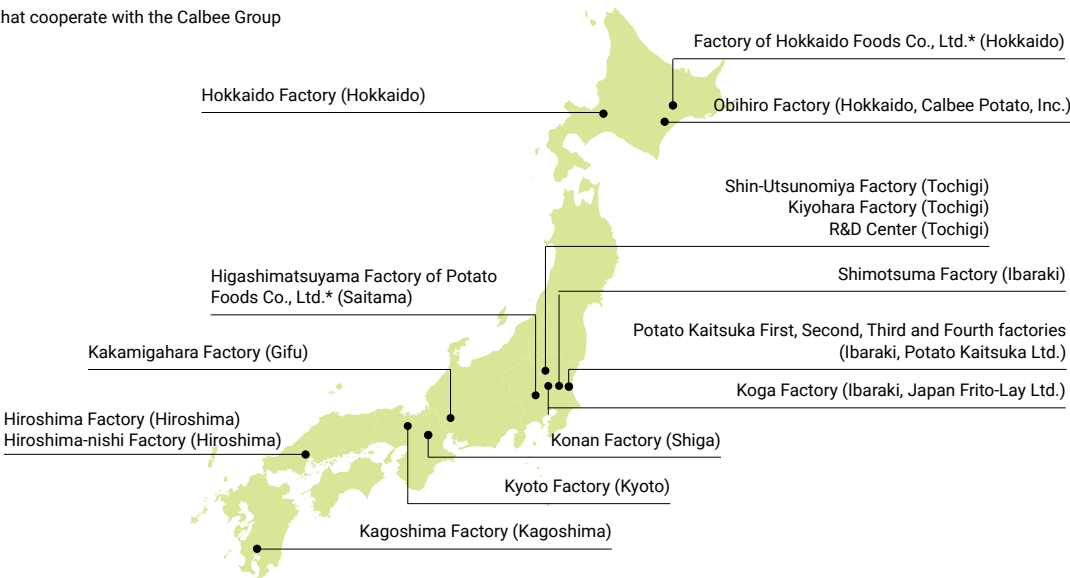 that cooperate with the Calbee Group
Factory of Hokkaido Foods Co., Ltd.* (Hokkaido)
Hokkaido Factory (Hokkaido)
Obihiro Factory (Hokkaido, Calbee Potato, Inc.)
Shin-Utsunomiya Factory (Tochigi)
Kiyohara Factory (Tochigi)
R&D Center (Tochigi)
Higashimatsuyama Factory of Potato
Foods Co., Ltd.* (Saitama)
Shimotsuma Factory (Ibaraki)
Potato Kaitsuka First, Second, Third and Fourth factories
(Ibaraki, Potato Kaitsuka Ltd.)
Kakamigahara Factory (Gifu)
Koga Factory (Ibaraki, Japan Frito-Lay Ltd.)
Hiroshima Factory (Hiroshima)
Hiroshima-nishi Factory (Hiroshima)
Konan Factory (Shiga)
Kyoto Factory (Kyoto)
Kagoshima Factory (Kagoshima)